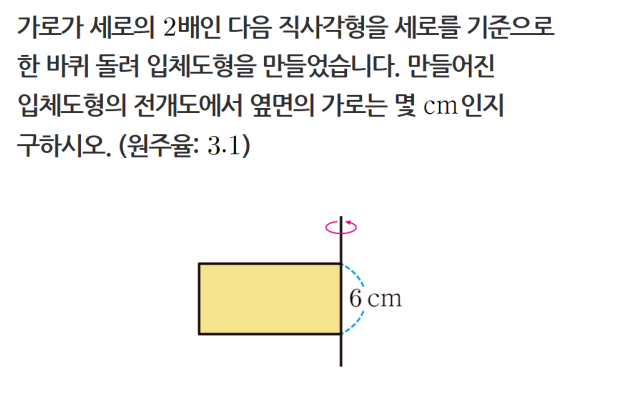 가로가 세로의 2배인 다음 직사각형을 세로를 기준으로
한 바퀴 돌려 입체도형을 만들었습니다. 만들어진
입체도형의 전개도에서 옆면의 가로는 몇 cm인지
구하시오. (원주율: 3.1)
6 cm